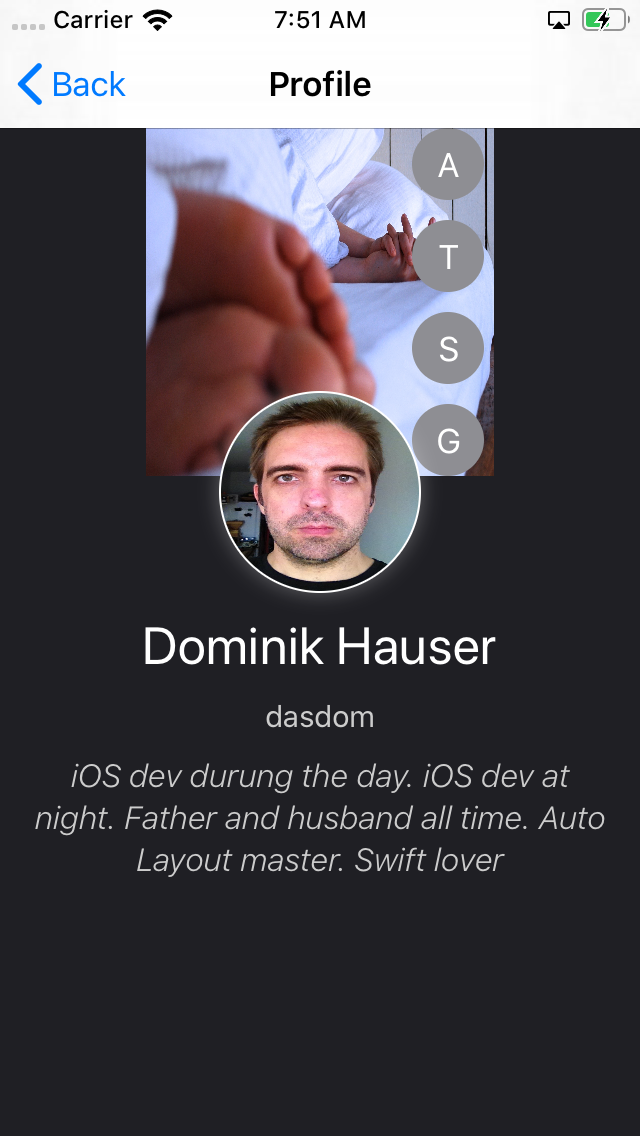 Carrier 7:51 AM
Back Profile
A
T
S
G
Dominik Hauser
dasdom
iOS dev durung the day. iOS dev at
night. Father and husband all time. Auto
Layout master. Swift lover